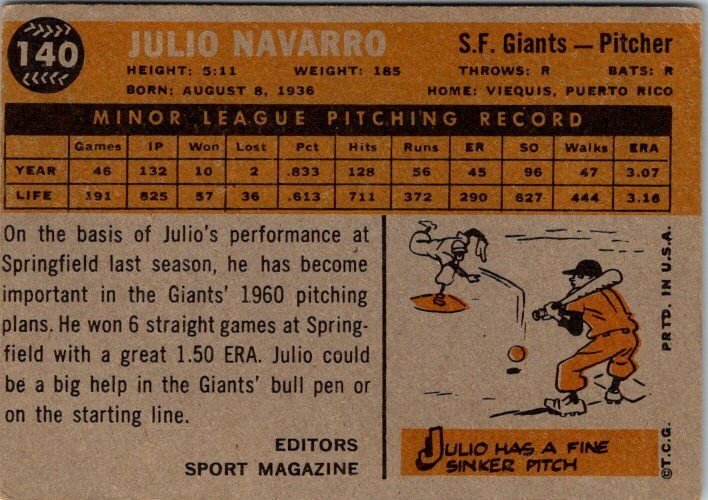 140
JULIO NAVARRO
S.F. Giants — Pitcher
HEIGHT: 5:11 WEIGHT: 185 THROWS: R BATS: R
BORN: AUGUST 8, 1936 HOME: VIEQUIS, PUERTO RICO
MINOR LEAGUE PITCHING RECORD
Games IP Won Lost Pct Hits Runs ER SO Walks ERA
YEAR 46 132 10 2 .833 128 56 45 96 47 3.07
LIFE 191 825 57 36 .613 711 372 290 627 444 3.16
On the basis of Julio's performance at
Springfield last season, he has become
important in the Giants' 1960 pitching
plans. He won 6 straight games at Spring-
field with a great 1.50 ERA. Julio could
be a big help in the Giants' bull pen or
on the starting line.
EDITORS
SPORT MAGAZINE
JULIO HAS A FINE
SINKER PITCH
©T.C.G. PRTD. IN U.S.A.